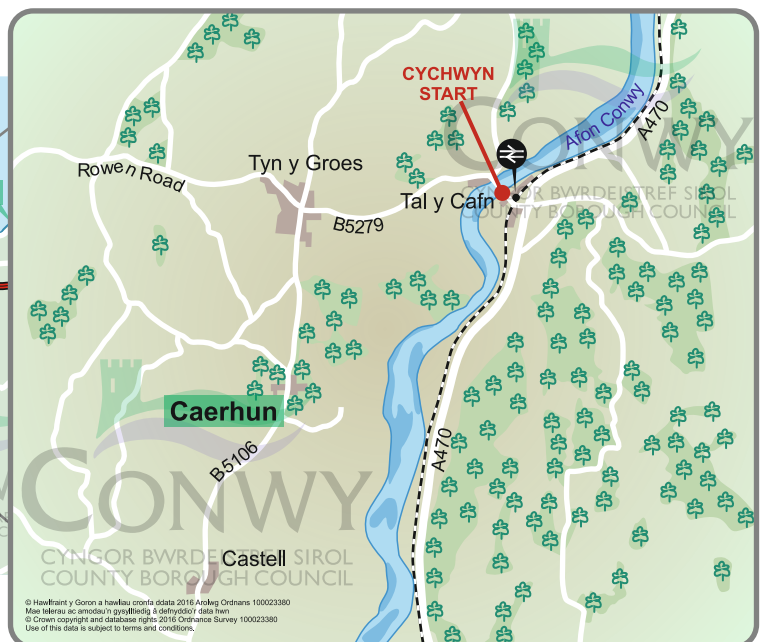 CYCHWYN
START
Afon Conwy
A470
CONWY
CYNGOR BWRDEISTREF SIROL
COUNTY BOROUGH COUNCIL
Rowen Road
Tyn y Groes
Tal y Cafn
B5279
Caerhun
B5106
A470
CONWY
CYNGOR BWRDEISTREF SIROL
COUNTY BOROUGH COUNCIL
Castell
© Hawlfraint y Goron a hawliau cronfa ddata 2016 Arolwg Ordnans 100023380
Mae telerau ac amodau'n gysylltiedig â defnyddio'r data hwn
© Crown copyright and database rights 2016 Ordnance Survey 100023380
Use of this data is subject to terms and conditions.